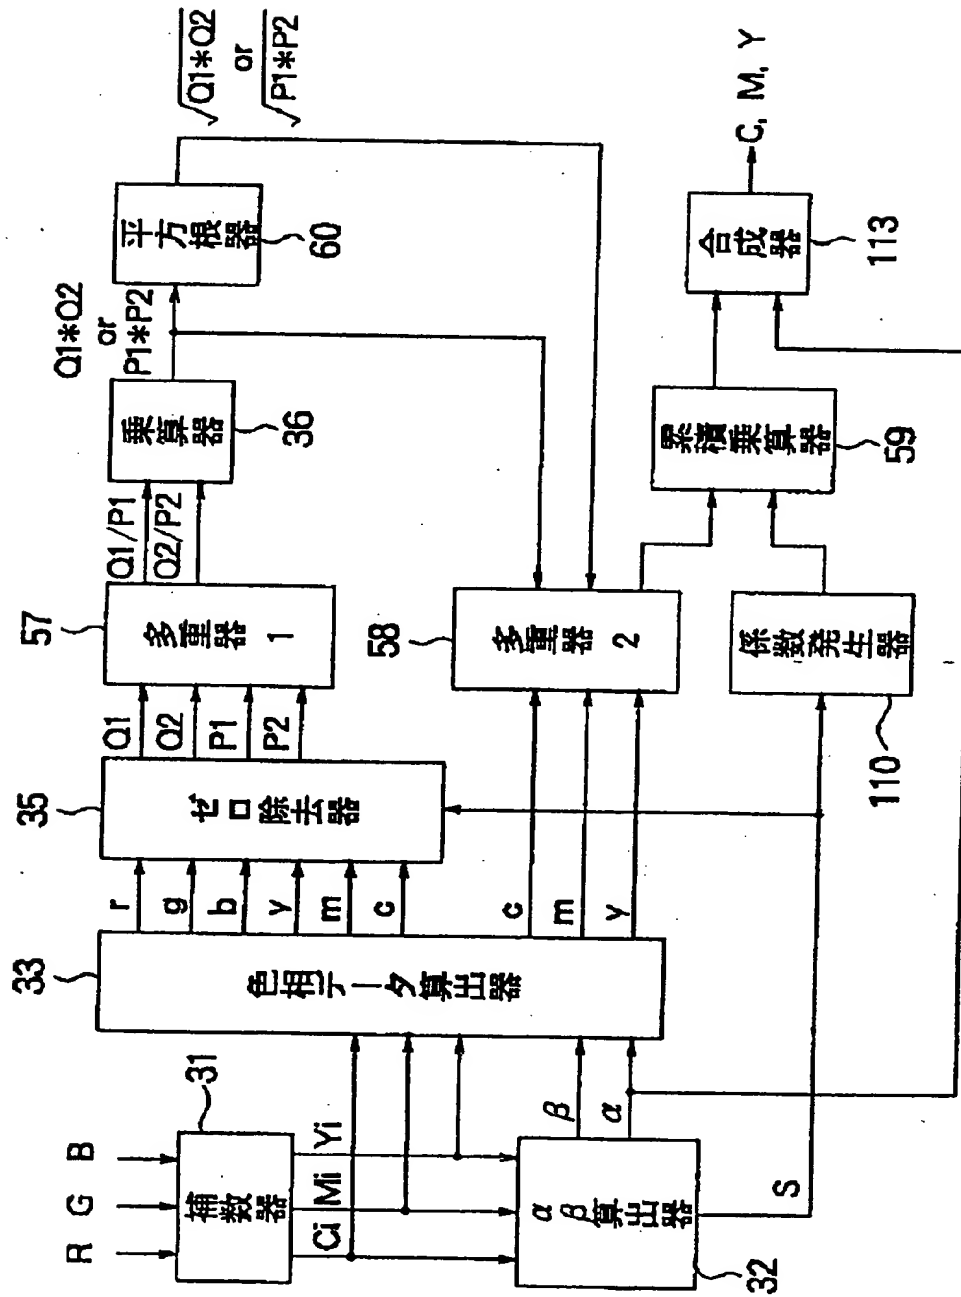 R
G
B
補数器
31
Ci
Mi
Yi
αβ算出器
32
β
α
S
色相データ算出器
33
r
g
b
y
m
c
c
m
y
ゼロ除去器
35
Q1
Q2
P1
P2
多重器
1
57
Q1/P1
Q2/P2
乗算器
36
Q1*Q2
or
P1*P2
平方根器
60
√Q1*Q2
or
√P1*P2
多重器
2
58
係数発生器
110
累積乗算器
59
合成器
113
C, M, Y